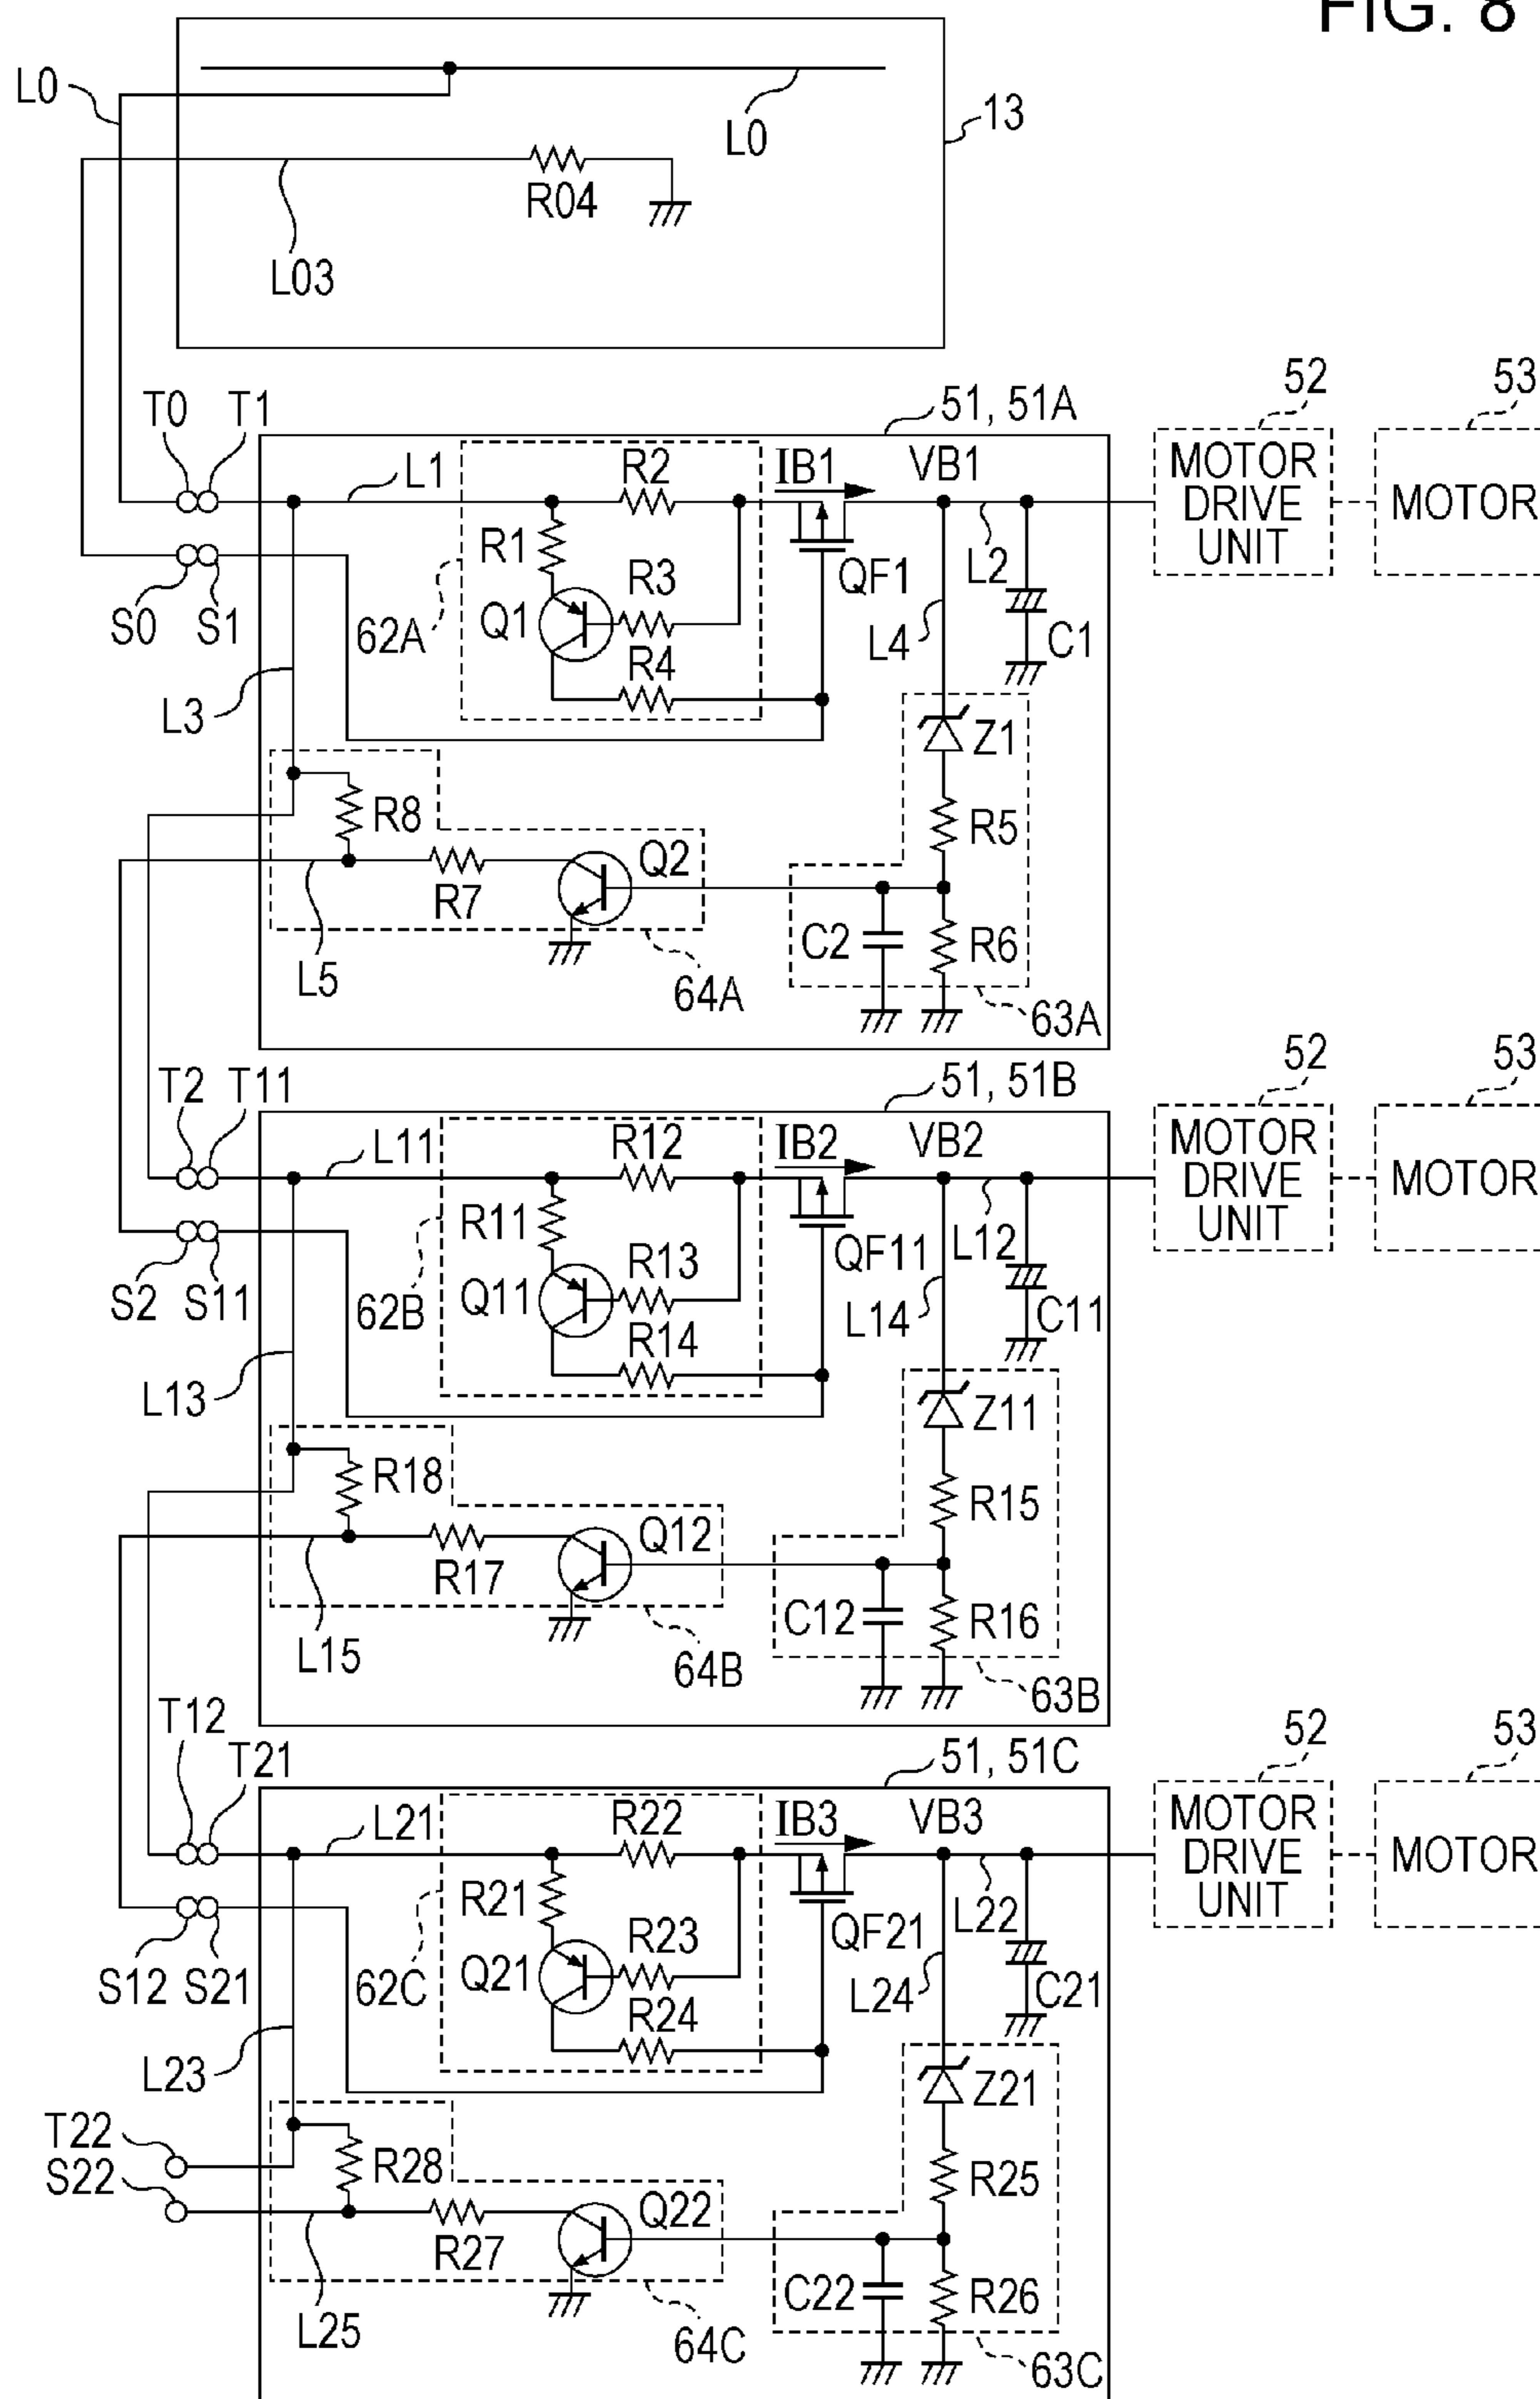 FIG. 8
L0
L0
13
R04
L03
52
53
T0
T1
51, 51A
L1
R2
IB1
VB1
MOTOR
DRIVE
UNIT
MOTOR
R1
R3
QF1
L2
S0
S1
62A
Q1
R4
L4
C1
L3
Z1
R8
R5
Q2
R7
C2
R6
L5
64A
63A
52
53
T2
T11
51, 51B
L11
R12
IB2
VB2
MOTOR
DRIVE
UNIT
MOTOR
R11
R13
QF11
L12
S2
S11
62B
Q11
R14
L14
C11
L13
Z11
R18
R15
Q12
R17
C12
R16
L15
64B
63B
T12
T21
52
53
51, 51C
L21
R22
IB3
VB3
MOTOR
DRIVE
UNIT
MOTOR
R21
R23
QF21
L22
S12
S21
62C
Q21
R24
L24
C21
L23
Z21
T22
S22
R28
R25
Q22
R27
C22
R26
L25
64C
63C